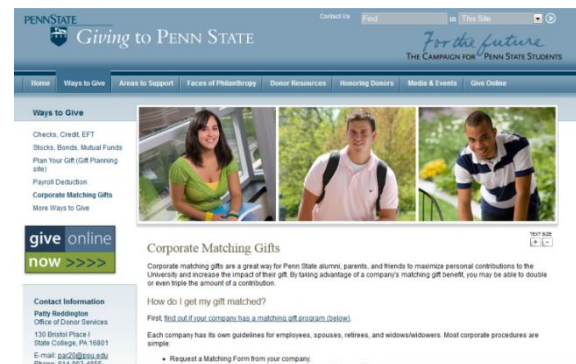 PENNSTATE
Contact Us
Find
in
This Site
Giving to PENN STATE
For the future
THE CAMPAIGN FOR PENN STATE STUDENTS
Home
Ways to Give
Areas to Support
Faces of Philanthropy
Donor Resources
Honoring Donors
Media & Events
Give Online
Ways to Give
Checks, Credit, EFT
Stocks, Bonds, Mutual Funds
Plan Your Gift (Gift Planning
site)
Payroll Deduction
Corporate Matching Gifts
More Ways to Give
give online
now >>>>
Contact Information
Patty Reddington
Office of Donor Services
130 Bristol Place I
State College, PA 16801
E-mail: par20@psu.edu
TEXT SIZE
+ -
Corporate Matching Gifts
Corporate matching gifts are a great way for Penn State alumni, parents, and friends to maximize personal contributions to the
University and increase the impact of their gift. By taking advantage of a company's matching gift benefit, you may be able to double
or even triple the amount of a contribution.
How do I get my gift matched?
First, find out if your company has a matching gift program (below).
Each company has its own guidelines for employees, spouses, retirees, and widows/widowers. Most corporate procedures are
simple:
• Request a Matching Form from your company.